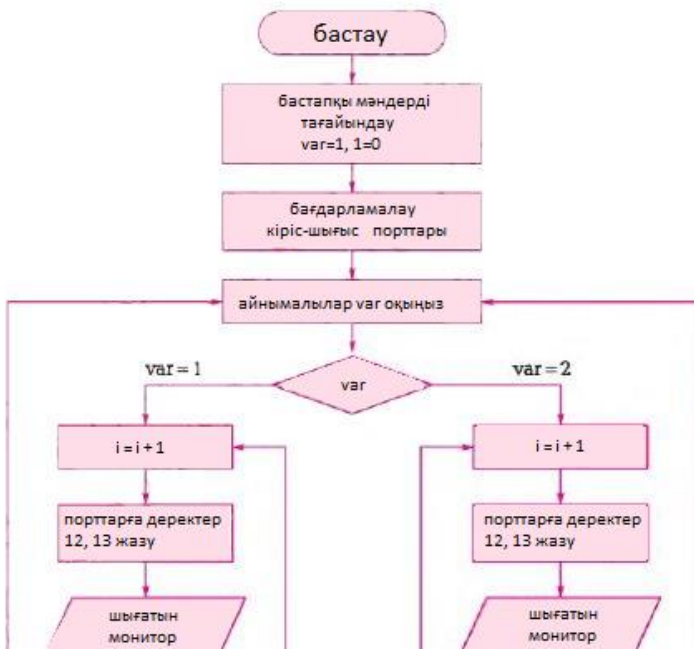 бастау
бастапқы мәндерді
тағайындау
var=1, 1=0
бағдарламалау
кіріс-шығыс порттары
айнымалылар var оқыңыз
var = 1
var
var = 2
i = i + 1
i = i + 1
порттарға деректер
12, 13 жазу
порттарға деректер
12, 13 жазу
шығатын
монитор
шығатын
монитор